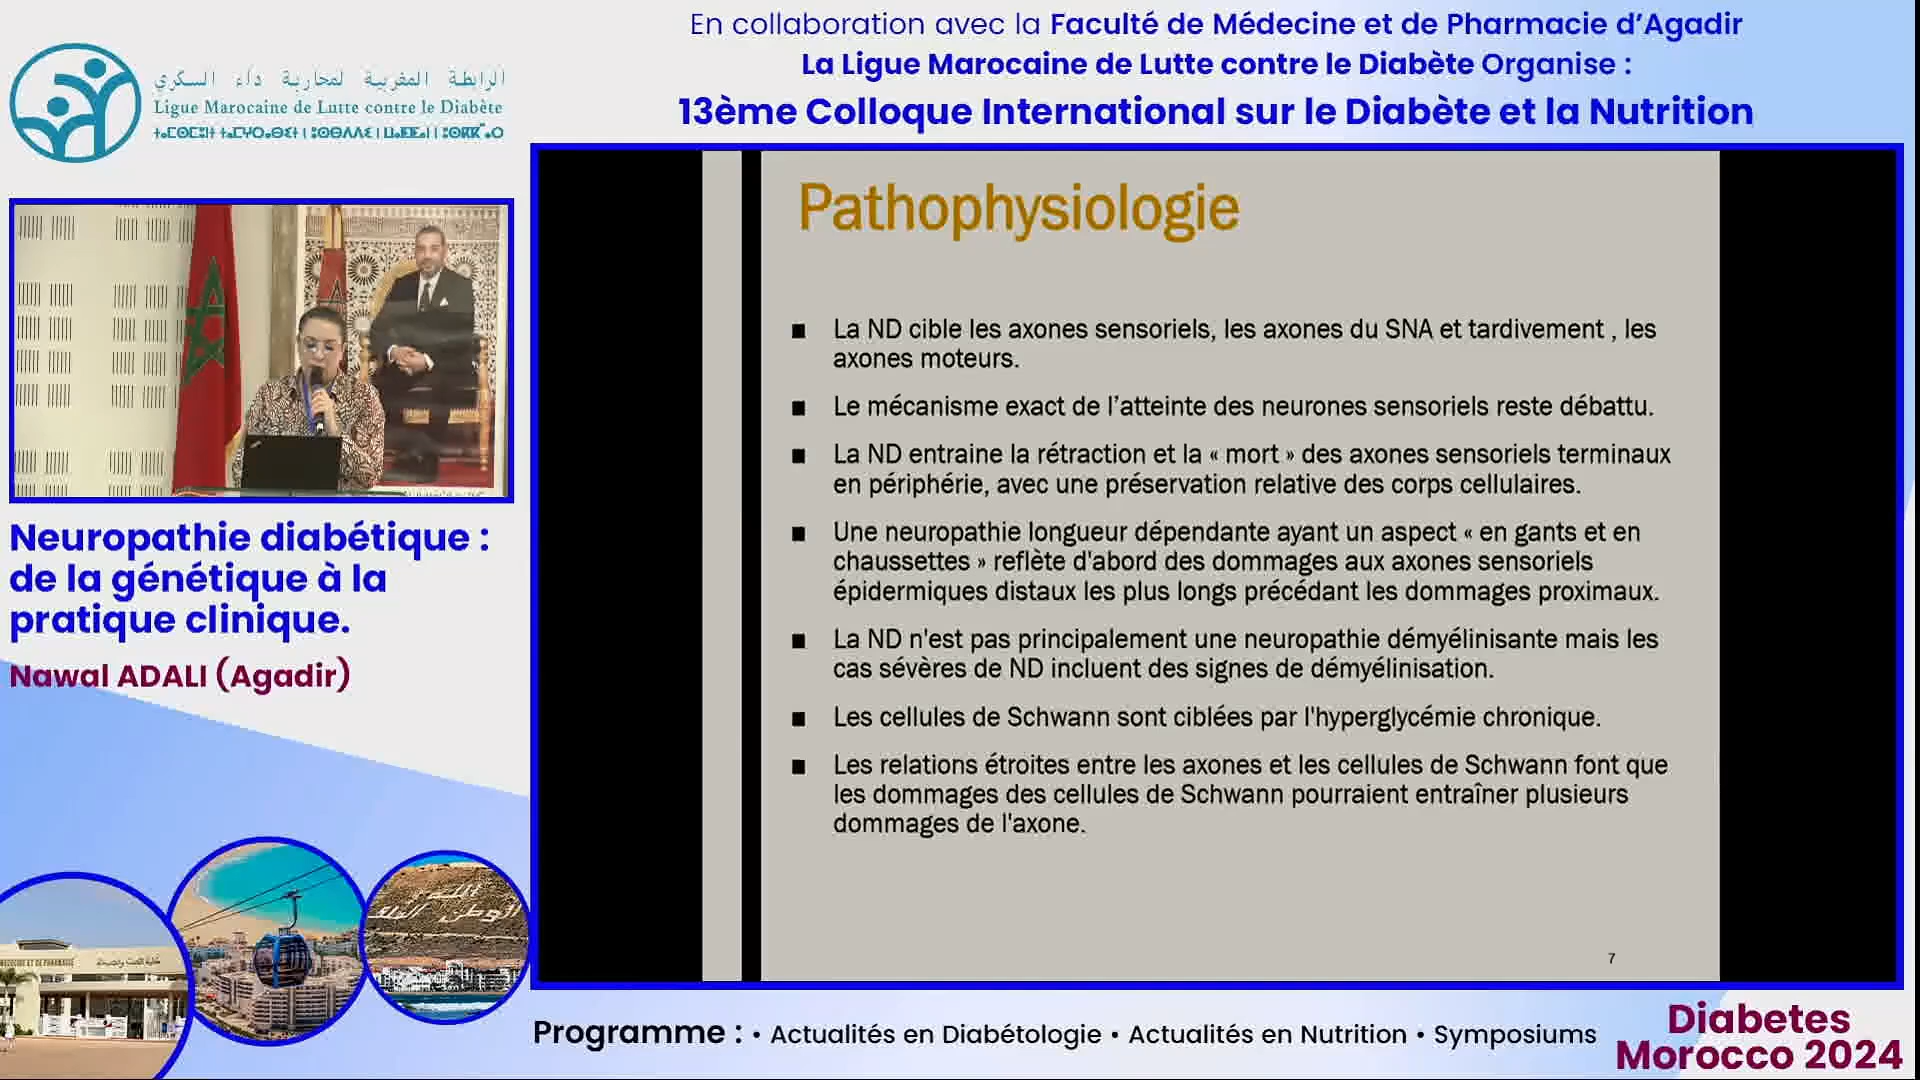 En collaboration avec la Faculté de Médecine et de Pharmacie d’Agadir
La Ligue Marocaine de Lutte contre le Diabète Organise :
13ème Colloque International sur le Diabète et la Nutrition
الرابطة المغربية لمحاربة داء السكري
Ligue Marocaine de Lutte contre le Diabète
Neuropathie diabétique :
de la génétique à la
pratique clinique.
Nawal ADALI (Agadir)
Pathophysiologie
■ La ND cible les axones sensoriels, les axones du SNA et tardivement , les
axones moteurs.
■ Le mécanisme exact de l’atteinte des neurones sensoriels reste débattu.
■ La ND entraine la rétraction et la « mort » des axones sensoriels terminaux
en périphérie, avec une préservation relative des corps cellulaires.
■ Une neuropathie longueur dépendante ayant un aspect « en gants et en
chaussettes » reflète d'abord des dommages aux axones sensoriels
épidermiques distaux les plus longs précédant les dommages proximaux.
■ La ND n'est pas principalement une neuropathie démyélinisante mais les
cas sévères de ND incluent des signes de démyélinisation.
■ Les cellules de Schwann sont ciblées par l'hyperglycémie chronique.
■ Les relations étroites entre les axones et les cellules de Schwann font que
les dommages des cellules de Schwann pourraient entraîner plusieurs
dommages de l'axone.
7
الله
الوطن الملك
Programme : • Actualités en Diabétologie • Actualités en Nutrition • Symposiums
Diabetes
Morocco 2024